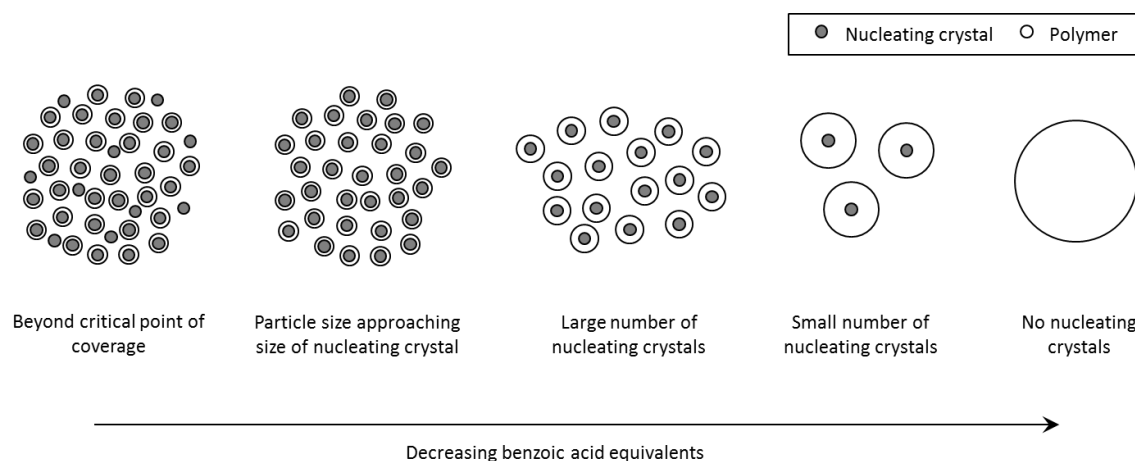 Nucleating crystal
Polymer
Beyond critical point of
coverage
Particle size approaching
size of nucleating crystal
Large number of
nucleating crystals
Small number of
nucleating crystals
No nucleating
crystals
Decreasing benzoic acid equivalents